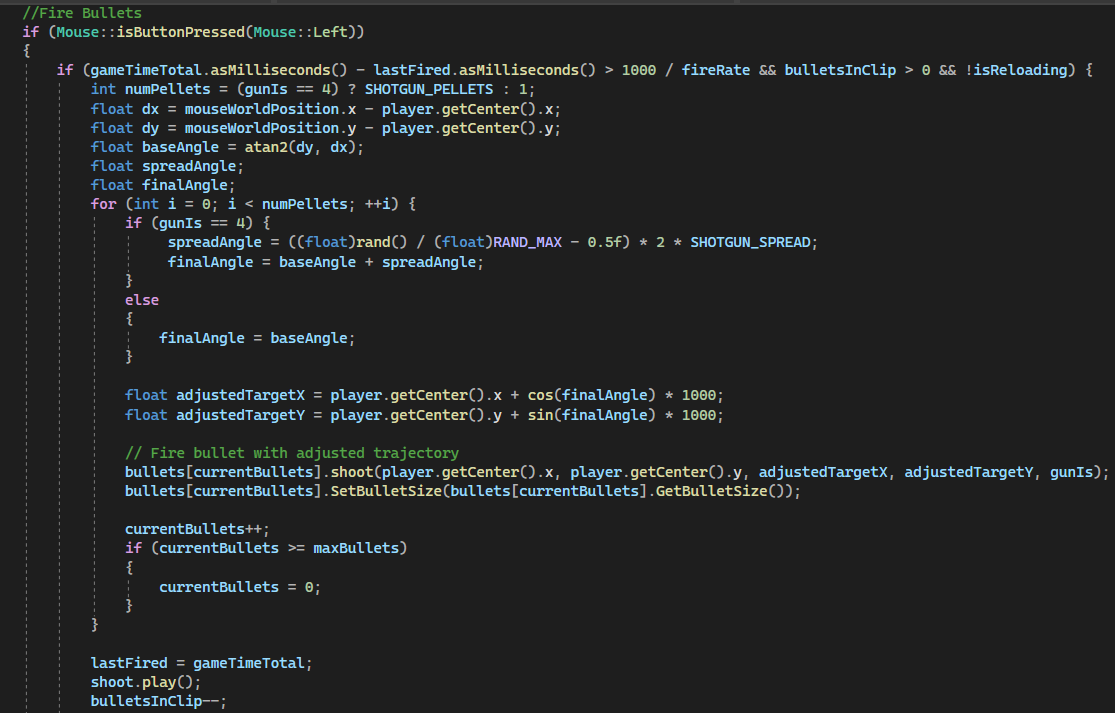 //Fire Bullets
if (Mouse::isButtonPressed(Mouse::Left))
{
if (gameTimeTotal.asMilliseconds() - lastFired.asMilliseconds() > 1000 / fireRate && bulletsInClip > 0 && !isReloading) {
int numPellets = (gunIs == 4) ? SHOTGUN_PELLETS : 1;
float dx = mouseWorldPosition.x - player.getCenter().x;
float dy = mouseWorldPosition.y - player.getCenter().y;
float baseAngle = atan2(dy, dx);
float spreadAngle;
float finalAngle;
for (int i = 0; i < numPellets; ++i) {
if (gunIs == 4) {
spreadAngle = ((float)rand() / (float)RAND_MAX - 0.5f) * 2 * SHOTGUN_SPREAD;
finalAngle = baseAngle + spreadAngle;
}
else
{
finalAngle = baseAngle;
}
float adjustedTargetX = player.getCenter().x + cos(finalAngle) * 1000;
float adjustedTargetY = player.getCenter().y + sin(finalAngle) * 1000;
// Fire bullet with adjusted trajectory
bullets[currentBullets].shoot(player.getCenter().x, player.getCenter().y, adjustedTargetX, adjustedTargetY, gunIs);
bullets[currentBullets].SetBulletSize(bullets[currentBullets].GetBulletSize());
currentBullets++;
if (currentBullets >= maxBullets)
{
currentBullets = 0;
}
}
lastFired = gameTimeTotal;
shoot.play();
bulletsInClip--;